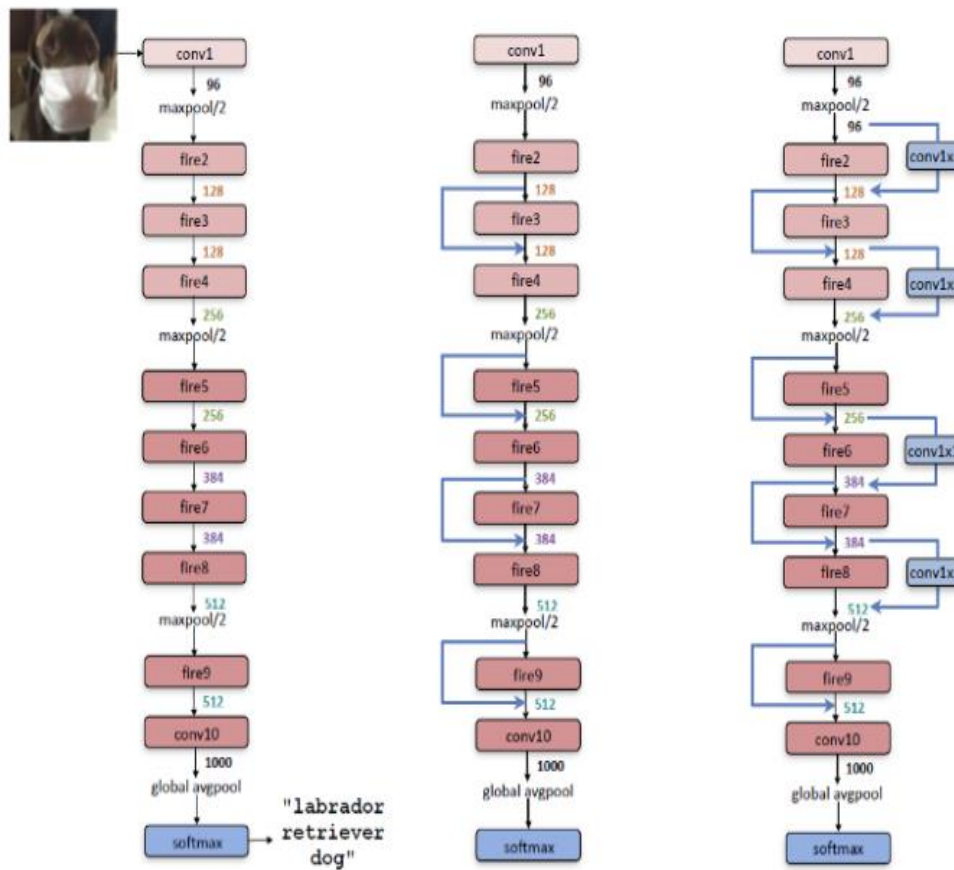 conv1
96
maxpool/2
fire2
128
fire3
128
fire4
256
maxpool/2
fire5
256
fire6
384
fire7
384
fire8
512
maxpool/2
fire9
512
conv10
1000
global avgpool
softmax
"labrador
retriever
dog"
conv1
96
maxpool/2
fire2
128
fire3
128
fire4
256
maxpool/2
fire5
256
fire6
384
fire7
384
fire8
512
maxpool/2
fire9
512
conv10
1000
global avgpool
softmax
conv1
96
maxpool/2
96
fire2
conv1x
128
fire3
128
fire4
conv1x
256
maxpool/2
fire5
256
fire6
conv1x
384
fire7
384
fire8
conv1x
512
maxpool/2
fire9
512
conv10
1000
global avgpool
softmax